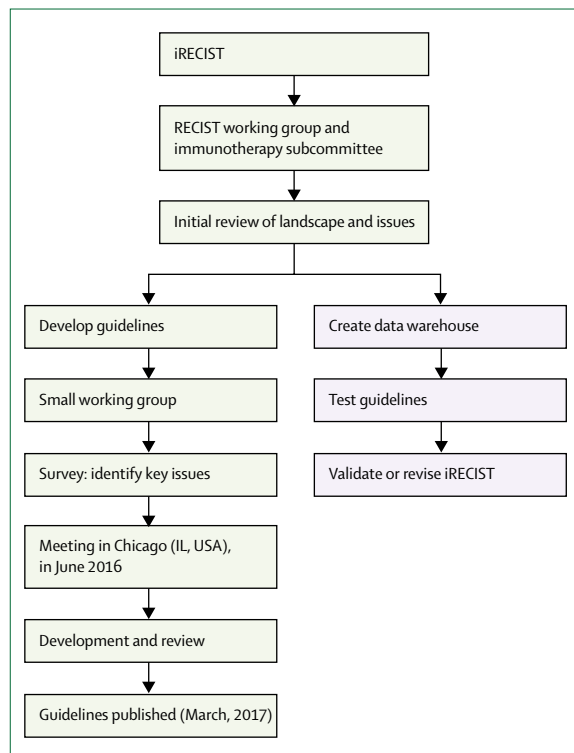 iRECIST
RECIST working group and
immunotherapy subcommittee
Initial review of landscape and issues
Develop guidelines
Small working group
Survey: identify key issues
Meeting in Chicago (IL, USA),
in June 2016
Development and review
Guidelines published (March, 2017)
Create data warehouse
Test guidelines
Validate or revise iRECIST